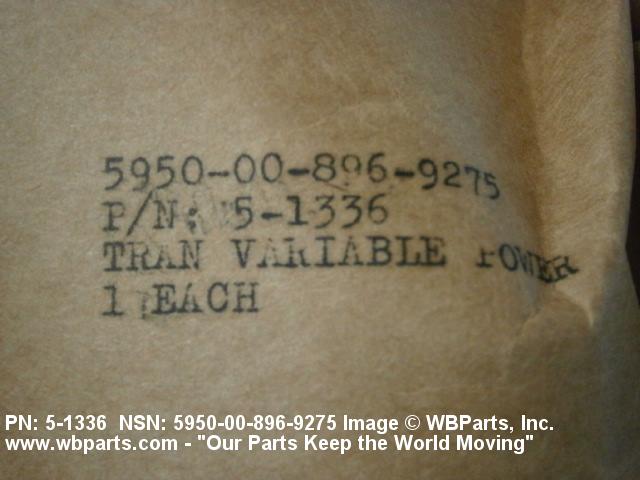 5950-00-896-9275
P/N: 5-1336
TRAN VARIABLE POWER
1 EACH
PN: 5-1336 NSN: 5950-00-896-9275 Image © WBParts, Inc.
www.wbparts.com - "Our Parts Keep the World Moving"